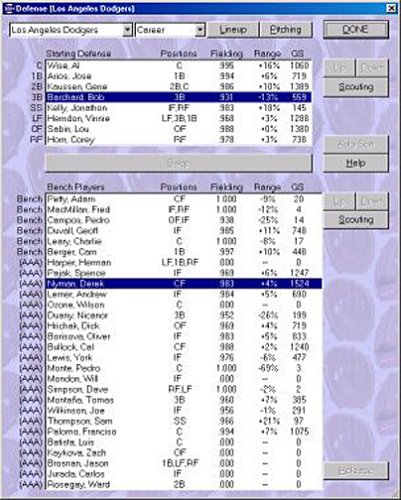 Defense [Los Angeles Dodgers]
Los Angeles Dodgers Career Lineup Pitching DONE
Starting Defense Positions Fielding Range GS
C Wise, Al C .995 +16% 1060
1B Arios, Jose 1B .994 +6% 719
2B Kaussen, Gene 2B,C .986 +10% 1389
3B Barchard, Bob 3B .931 +13% 559
SS Kelly, Jonathon IF,RF .983 +18% 145
LF Herndon, Vinnie LF,3B,1B .968 +3% 1288
CF Sabin, Lou OF .988 +0% 1380
RF Horn, Corey RF .978 +3% 738
Up Down
Scouting
Auto Sort
Swap
Help
Bench Players Positions Fielding Range GS
Bench Petty, Adam CF 1.000 -9% 20
Bench MacMillan, Fred IF,RF 1.000 -12% 4
Bench Campos, Pedro OF,IF .938 -25% 14
Bench Duvall, Geoff IF .985 +11% 748
Bench Leary, Charlie C 1.000 -8% 17
Bench Berger, Cam 1B .997 +10% 448
(AAA) Harper, Herman LF,1B,RF .000 -- 0
(AAA) Pajak, Spence IF .969 +6% 1247
(AAA) Nyman, Derek CF .983 +4% 1524
(AAA) Lerner, Andrew IF .984 +5% 690
(AAA) Ozone, Wilson C .000 -- 0
(AAA) Duany, Nicanor 3B .952 -26% 199
(AAA) Hrichak, Dick OF .969 +4% 719
(AAA) Borisova, Oliver IF .983 +5% 833
(AAA) Bullock, Cal CF .988 +2% 1240
(AAA) Lewis, York IF .976 -6% 477
(AAA) Monte, Pedro C 1.000 -69% 3
(AAA) Mondon, Will IF .000 -- 0
(AAA) Simpson, Dave RF,LF 1.000 -2% 2
(AAA) Montaña, Tomas 3B .960 +7% 385
(AAA) Wilkinson, Joe IF .956 -1% 291
(AAA) Thompson, Sam SS .966 +21% 97
(AAA) Palomo, Franciso C .994 +7% 1075
(AAA) Batista, Luis C .000 -- 0
(AAA) Kaykova, Zach OF .000 -- 0
(AAA) Brosnan, Jason 1B,LF,RF .000 -- 0
(AAA) Jurada, Carlos IF .000 -- 0
(AAA) Rosegay, Ward 2B .000 -- 0
Up Down
Scouting
Release